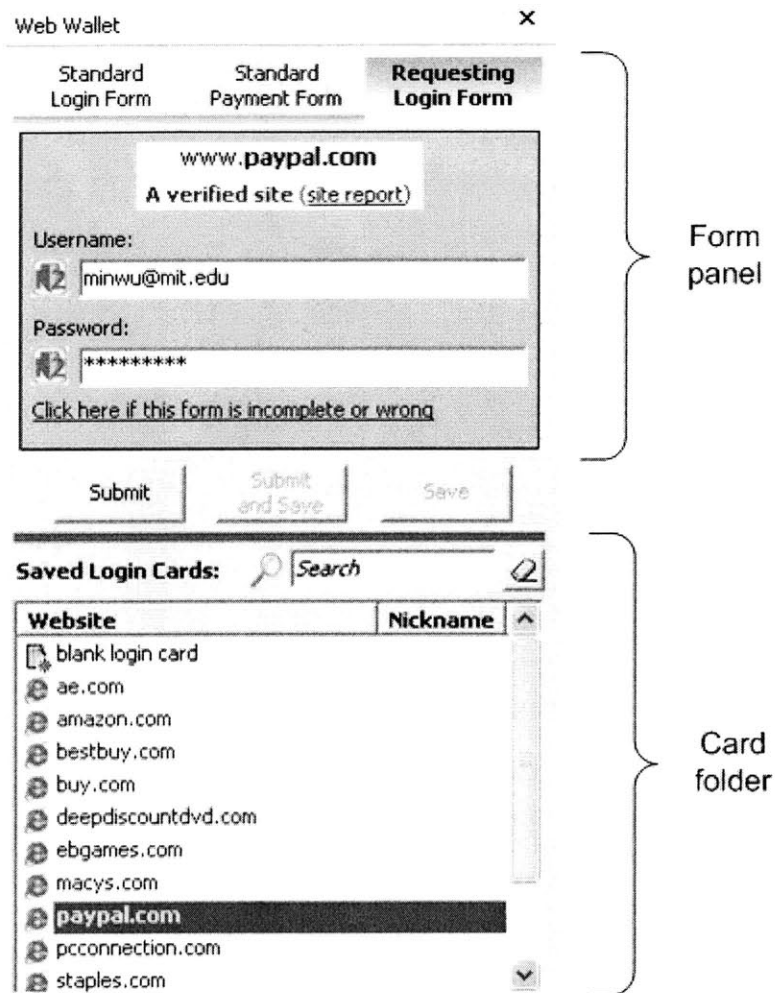 Web Wallet ×
Standard Login Form
Standard Payment Form
Requesting Login Form
www.paypal.com
A verified site (site report)
Username:
minwu@mit.edu
Password:
*********
Click here if this form is incomplete or wrong
Submit
Submit and Save
Save
Form panel
Saved Login Cards:
Search
Website
Nickname
blank login card
ae.com
amazon.com
bestbuy.com
buy.com
deepdiscountdvd.com
ebgames.com
macys.com
paypal.com
pcconnection.com
staples.com
Card folder